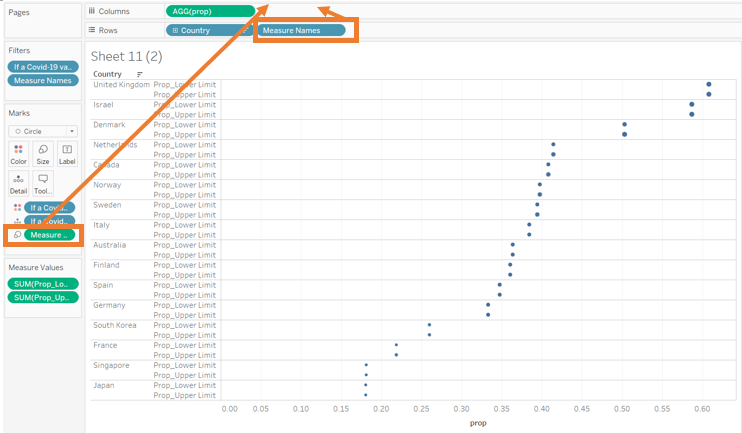 Pages
Columns
AGG(prop)
Rows
Country
Measure Names
Filters
If a Covid-19 va..
Measure Names
Marks
Circle
Color
Size
Label
Detail
Tool...
If a Covid..
If a Covid..
Measure ..
Measure Values
SUM(Prop_Lo..
SUM(Prop_Up..
Sheet 11 (2)
Country
United Kingdom Prop_Lower Limit
Prop_Upper Limit
Israel Prop_Lower Limit
Prop_Upper Limit
Denmark Prop_Lower Limit
Prop_Upper Limit
Netherlands Prop_Lower Limit
Prop_Upper Limit
Canada Prop_Lower Limit
Prop_Upper Limit
Norway Prop_Lower Limit
Prop_Upper Limit
Sweden Prop_Lower Limit
Prop_Upper Limit
Italy Prop_Lower Limit
Prop_Upper Limit
Australia Prop_Lower Limit
Prop_Upper Limit
Finland Prop_Lower Limit
Prop_Upper Limit
Spain Prop_Lower Limit
Prop_Upper Limit
Germany Prop_Lower Limit
Prop_Upper Limit
South Korea Prop_Lower Limit
Prop_Upper Limit
France Prop_Lower Limit
Prop_Upper Limit
Singapore Prop_Lower Limit
Prop_Upper Limit
Japan Prop_Lower Limit
Prop_Upper Limit
0.00 0.05 0.10 0.15 0.20 0.25 0.30 0.35 0.40 0.45 0.50 0.55 0.60
prop